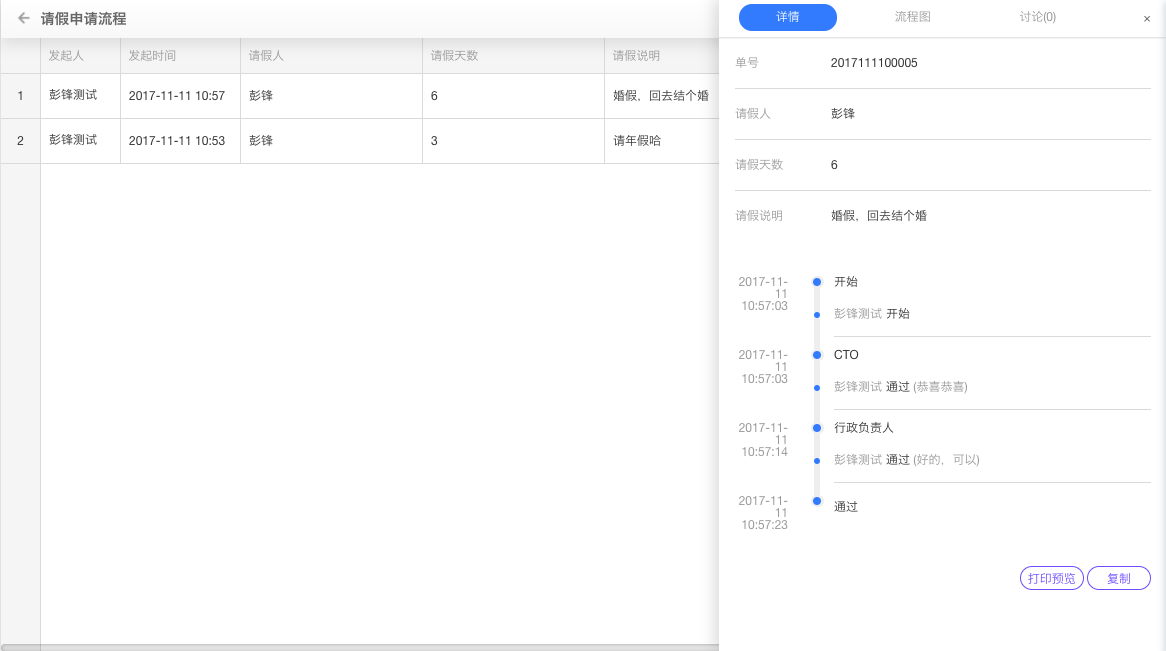 请假申请流程
发起人 发起时间 请假人 请假天数 请假说明
1 彭锋测试 2017-11-11 10:57 彭锋 6 婚假，回去结个婚
2 彭锋测试 2017-11-11 10:53 彭锋 3 请年假哈
详情 流程图 讨论(0) ×
单号 2017111100005
请假人 彭锋
请假天数 6
请假说明 婚假，回去结个婚
2017-11-
11
10:57:03
开始
彭锋测试 开始
2017-11-
11
10:57:03
CTO
彭锋测试 通过 (恭喜恭喜)
2017-11-
11
10:57:14
行政负责人
彭锋测试 通过 (好的，可以)
2017-11-
11
10:57:23
通过
打印预览 复制